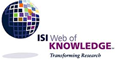 ISI Web of
KNOWLEDGE.
Transforming Research